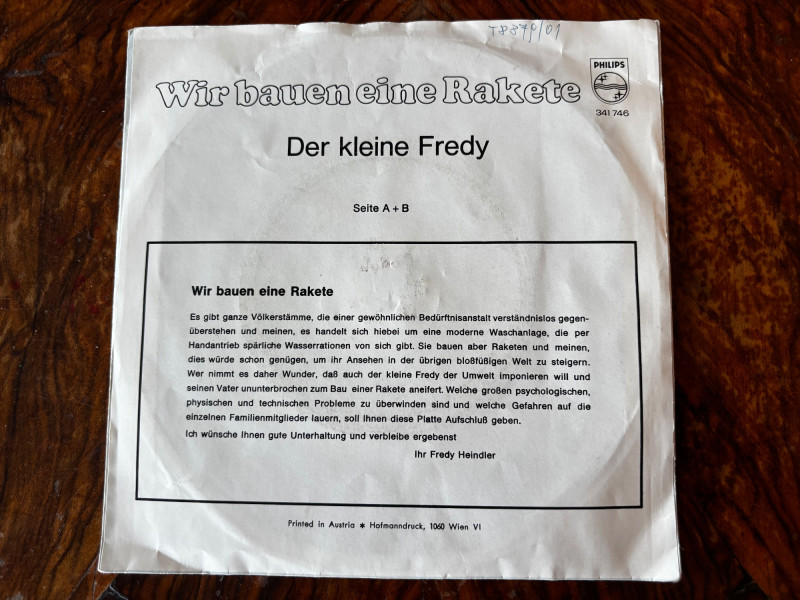 T8879/01
Wir bauen eine Rakete
PHILIPS
341 746
Der kleine Fredy
Seite A + B
Wir bauen eine Rakete
Es gibt ganze Völkerstämme, die einer gewöhnlichen Bedürftnisanstalt verständnislos gegen-
überstehen und meinen, es handelt sich hiebei um eine moderne Waschanlage, die per
Handantrieb spärliche Wasserrationen von sich gibt. Sie bauen aber Raketen und meinen,
dies würde schon genügen, um ihr Ansehen in der übrigen bloßfüßigen Welt zu steigern.
Wer nimmt es daher Wunder, daß auch der kleine Fredy der Umwelt imponieren will und
seinen Vater ununterbrochen zum Bau einer Rakete aneifert. Welche großen psychologischen,
physischen und technischen Probleme zu überwinden sind und welche Gefahren auf die
einzelnen Familienmitglieder lauern, soll Ihnen diese Platte Aufschluß geben.
Ich wünsche Ihnen gute Unterhaltung und verbleibe ergebenst
Ihr Fredy Heindler
Printed in Austria ✱ Hofmanndruck, 1060 Wien VI